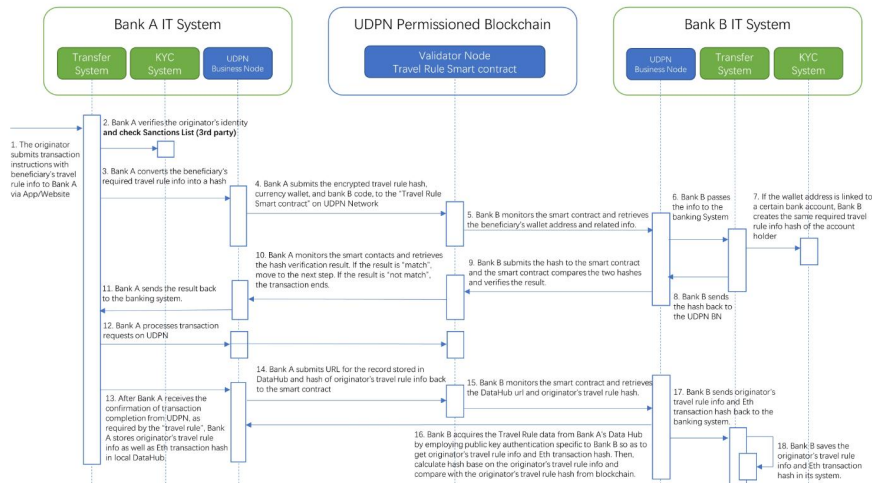 Bank A IT System
UDPN Permissioned Blockchain
Bank B IT System
Transfer
System
KYC
System
UDPN
Business Node
Validator Node
Travel Rule Smart contract
UDPN
Business Node
Transfer
System
KYC
System
1. The originator
submits transaction
instructions with
beneficiary's travel
rule info to Bank A
via App/Website
2. Bank A verifies the originator's identity
and check Sanctions List (3rd party)
3. Bank A converts the beneficiary's
required travel rule info into a hash
4. Bank A submits the encrypted travel rule hash,
currency wallet, and bank B code, to the "Travel Rule
Smart contract" on UDPN Network
5. Bank B monitors the smart contract and retrieves
the beneficiary's wallet address and related info.
6. Bank B passes
the info to the
banking System
7. If the wallet address is linked to
a certain bank account, Bank B
creates the same required travel
rule info hash of the account
holder
8. Bank B sends
the hash back to
the UDPN BN
9. Bank B submits the hash to the smart contract
and the smart contract compares the two hashes
and verifies the result.
10. Bank A monitors the smart contacts and retrieves
the hash verification result. If the result is "match",
move to the next step. If the result is "not match",
the transaction ends.
11. Bank A sends the result back
to the banking system.
12. Bank A processes transaction
requests on UDPN
13. After Bank A receives the
confirmation of transaction
completion from UDPN, as
required by the "travel rule", Bank
A stores originator's travel rule
info as well as Eth transaction hash
in local DataHub.
14. Bank A submits URL for the record stored in
DataHub and hash of originator's travel rule info back
to the smart contract
15. Bank B monitors the smart contract and retrieves
the DataHub url and originator's travel rule hash.
16. Bank B acquires the Travel Rule data from Bank A's Data Hub
by employing public key authentication specific to Bank B so as to
get originator's travel rule info and Eth transaction hash. Then,
calculate hash base on the originator's travel rule info and
compare with the originator's travel rule hash from blockchain.
17. Bank B sends originator's
travel rule info and Eth
transaction hash back to the
banking system.
18. Bank B saves the
originator's travel rule
info and Eth transaction
hash in its system.